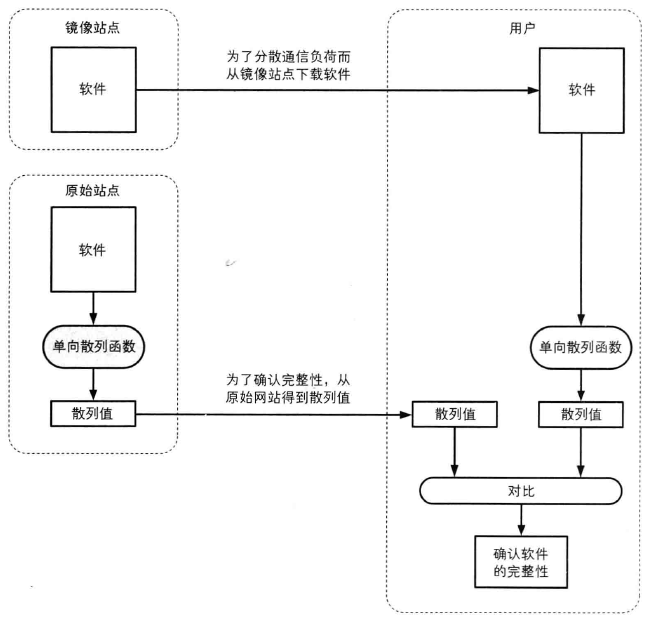 镜像站点
软件
为了分散通信负荷而
从镜像站点下载软件
用户
软件
原始站点
软件
单向散列函数
散列值
为了确认完整性，从
原始网站得到散列值
单向散列函数
散列值
散列值
对比
确认软件
的完整性